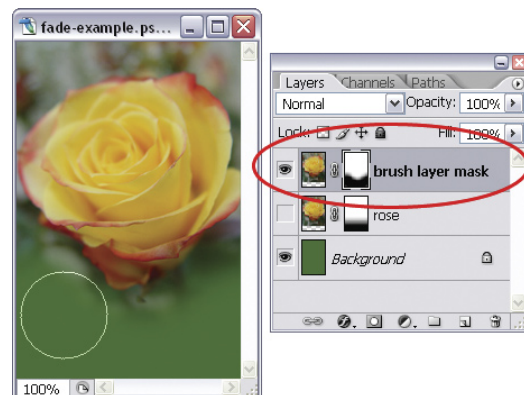 fade-example.ps...
100%
Layers Channels Paths
Normal Opacity: 100%
Lock: Fill: 100%
brush layer mask
rose
Background